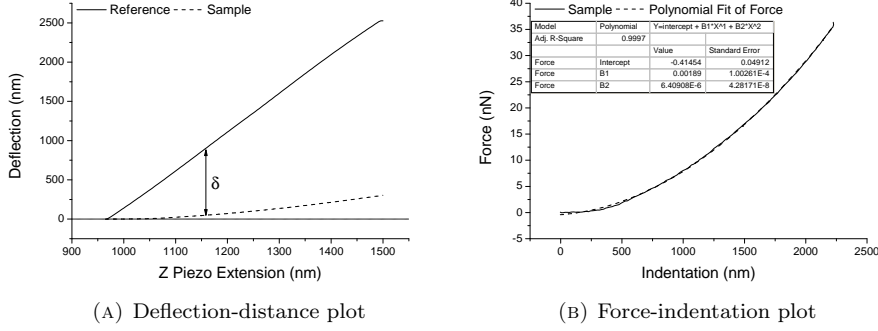 Reference Sample
Deflection (nm)
2500
2000
1500
1000
500
0
δ
900 1000 1100 1200 1300 1400 1500
Z Piezo Extension (nm)
(A) Deflection-distance plot
Sample Polynomial Fit of Force
Force (nN)
40
35
30
25
20
15
10
5
0
-5
Model Polynomial Y=intercept + B1*X^1 + B2*X^2
Adj. R-Square 0.9997
Value Standard Error
Force Intercept -0.41454 0.04912
Force B1 0.00189 1.00261E-4
Force B2 6.40908E-6 4.28171E-8
0 500 1000 1500 2000 2500
Indentation (nm)
(B) Force-indentation plot